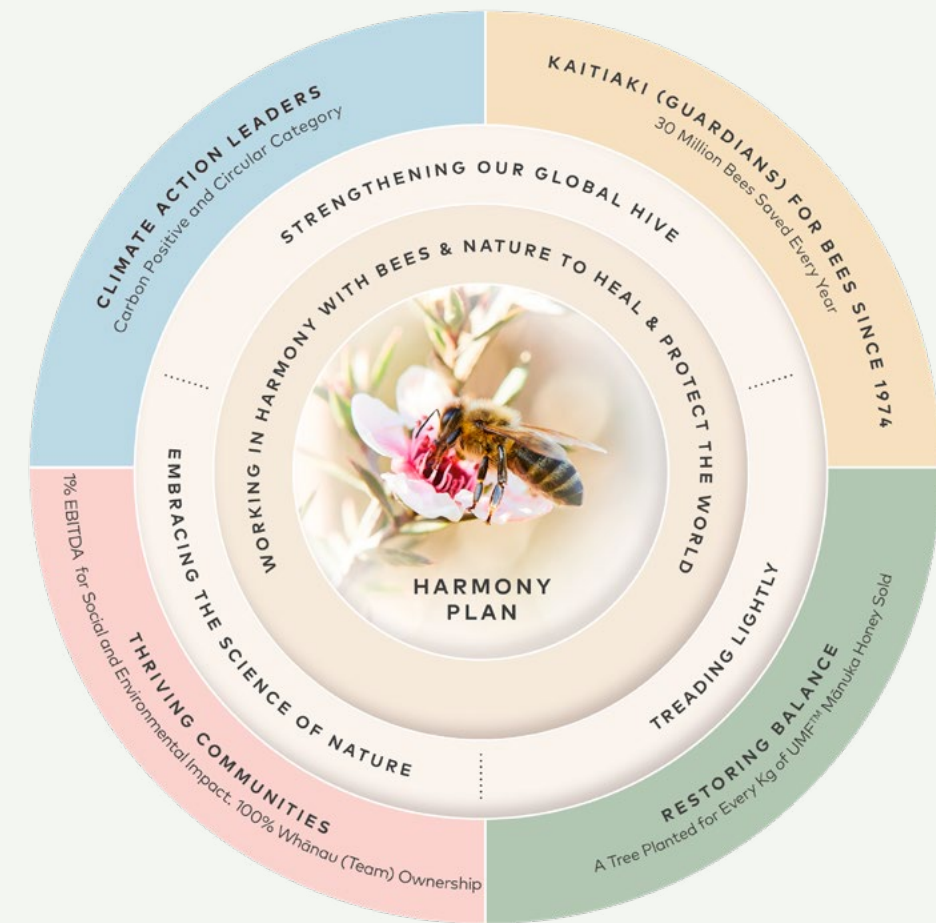 CLIMATE ACTION LEADERS
Carbon Positive and Circular Category
KAITIAKI (GUARDIANS) FOR BEES SINCE 1974
30 Million Bees Saved Every Year
STRENGTHENING OUR GLOBAL HIVE
WORKING IN HARMONY WITH BEES & NATURE TO HEAL & PROTECT THE WORLD
HARMONY
PLAN
EMBRACING THE SCIENCE OF NATURE
TREADING LIGHTLY
THRIVING COMMUNITIES
1% EBITDA for Social and Environmental Impact. 100% Whānau (Team) Ownership
RESTORING BALANCE
A Tree Planted for Every Kg of UMF™ Mānuka Honey Sold